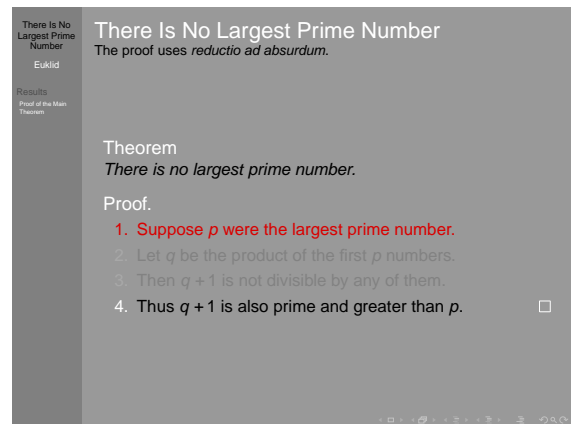 There Is No
Largest Prime
Number
Euklid
Results
Proof of the Main
Theorem
There Is No Largest Prime Number
The proof uses reductio ad absurdum.
Theorem
There is no largest prime number.
Proof.
1. Suppose p were the largest prime number.
2. Let q be the product of the first p numbers.
3. Then q + 1 is not divisible by any of them.
4. Thus q + 1 is also prime and greater than p.